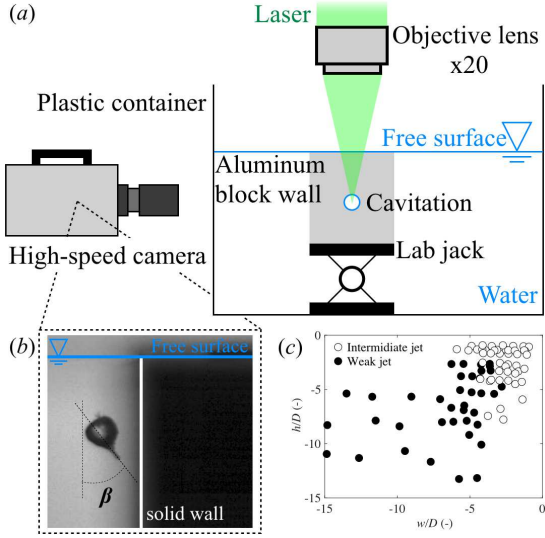 (a)
Laser
Objective lens
x20
Plastic container
Free surface
Aluminum
block wall
Cavitation
High-speed camera
Lab jack
Water
(b)
Free surface
β
solid wall
(c)
Intermidiate jet
Weak jet
h/D (-)
0
-5
-10
-15
-15
-10
-5
0
w/D (-)